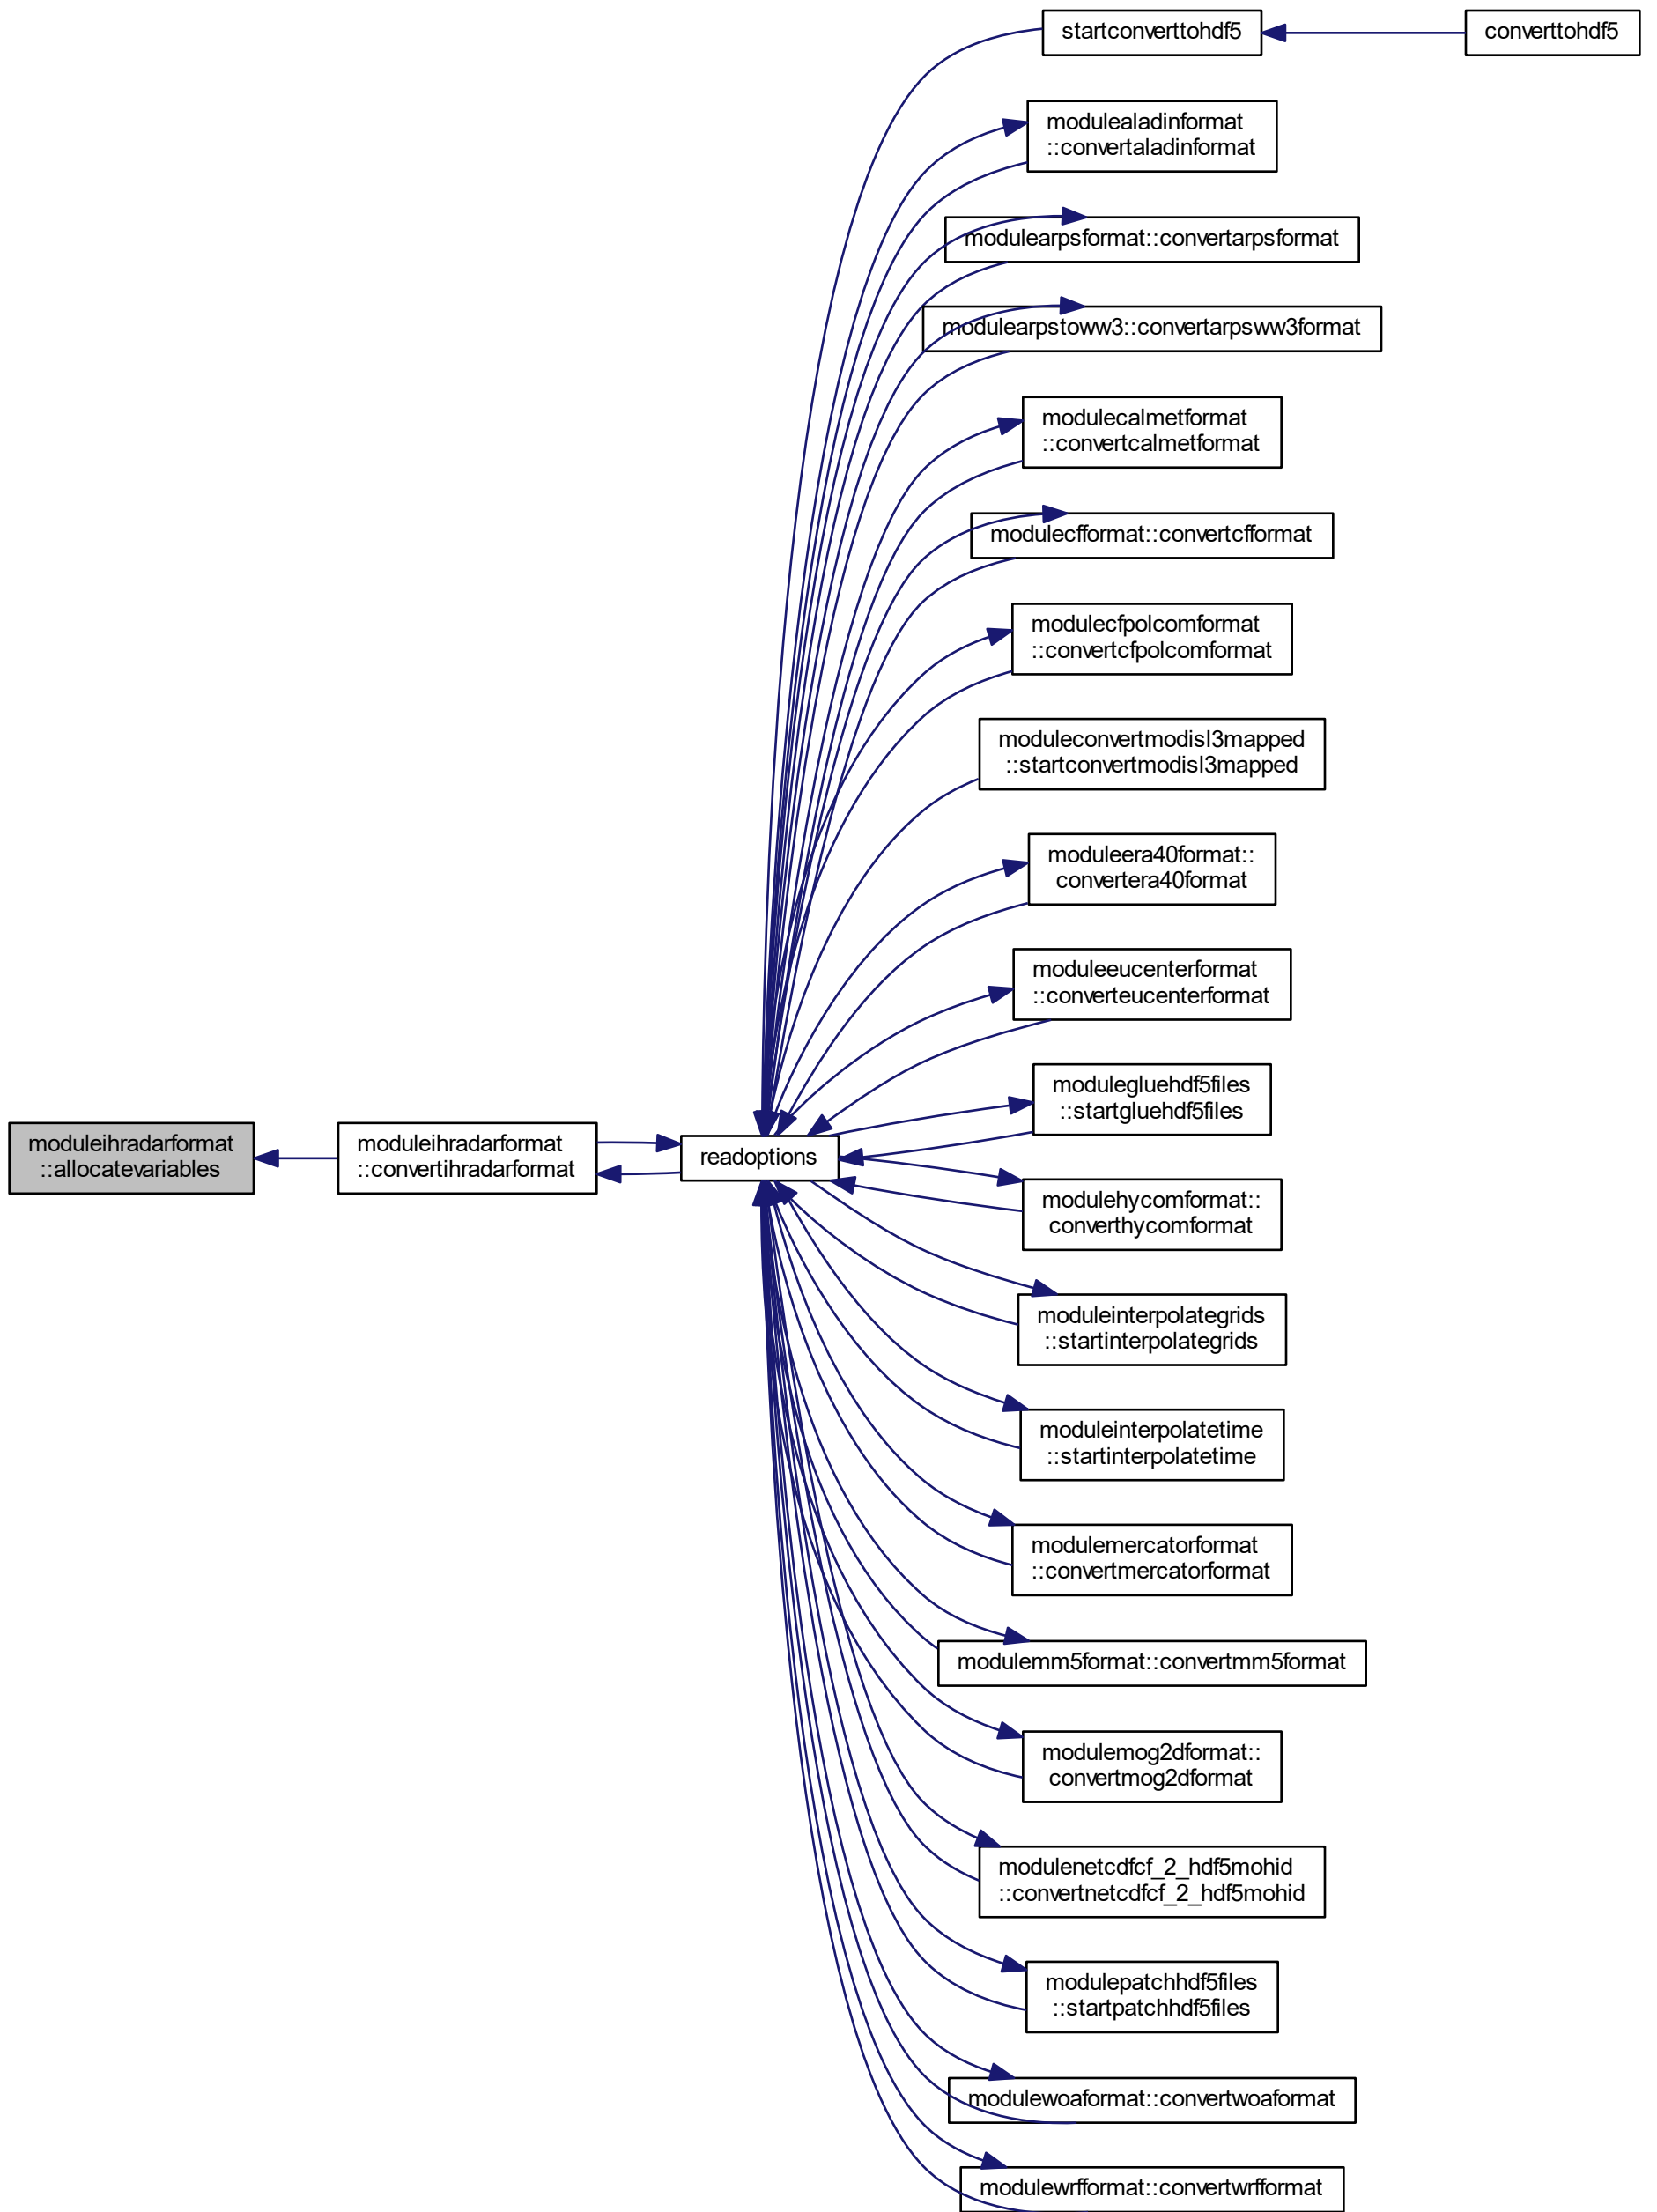 startconverttohdf5
converttohdf5
modulealadinformat
::convertaladinformat
modulearpsformat::convertarpsformat
modulearpstoww3::convertarpsww3format
modulecalmetformat
::convertcalmetformat
modulecfformat::convertcfformat
modulecfpolcomformat
::convertcfpolcomformat
moduleconvertmodisl3mapped
::startconvertmodisl3mapped
moduleera40format::
convertera40format
moduleeucenterformat
::converteucenterformat
modulegluehdf5files
::startgluehdf5files
moduleihradarformat
::allocatevariables
moduleihradarformat
::convertihradarformat
readoptions
modulehycomformat::
converthycomformat
moduleinterpolategrids
::startinterpolategrids
moduleinterpolatetime
::startinterpolatetime
modulemercatorformat
::convertmercatorformat
modulemm5format::convertmm5format
modulemog2dformat::
convertmog2dformat
modulenetcdfcf_2_hdf5mohid
::convertnetcdfcf_2_hdf5mohid
modulepatchhdf5files
::startpatchhdf5files
modulewoaformat::convertwoaformat
modulewrfformat::convertwrfformat